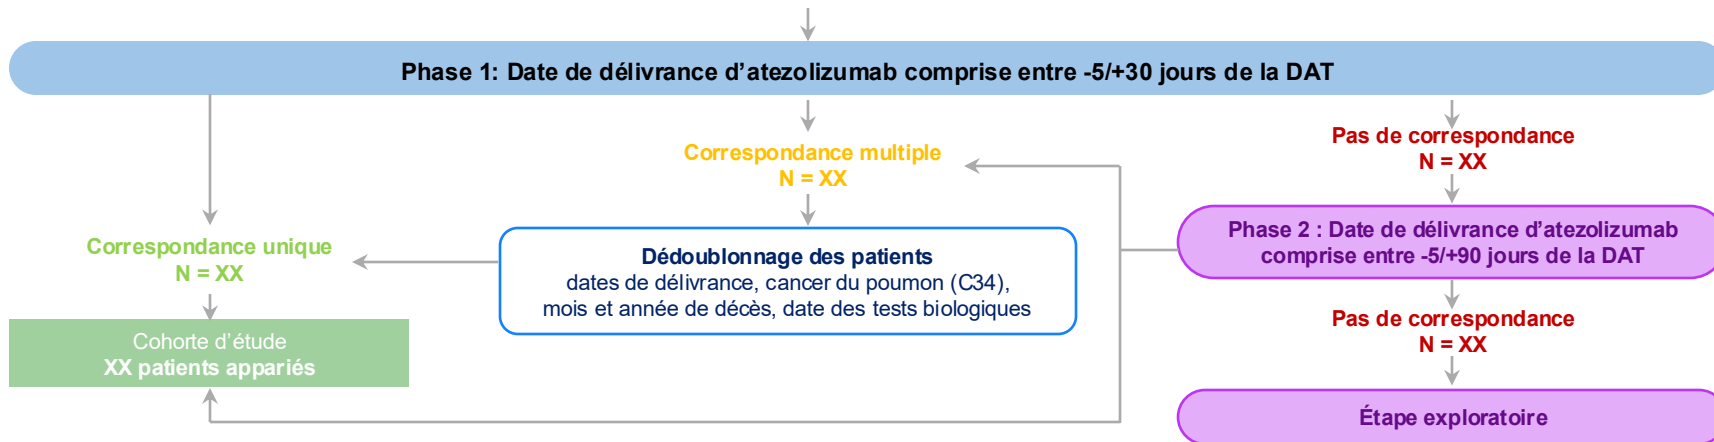 Phase 1: Date de délivrance d’atezolizumab comprise entre -5/+30 jours de la DAT
Correspondance unique
N = XX
Cohorte d’étude
XX patients appariés
Correspondance multiple
N = XX
Dédoublonnage des patients
dates de délivrance, cancer du poumon (C34),
mois et année de décès, date des tests biologiques
Pas de correspondance
N = XX
Phase 2 : Date de délivrance d’atezolizumab
comprise entre -5/+90 jours de la DAT
Pas de correspondance
N = XX
Étape exploratoire